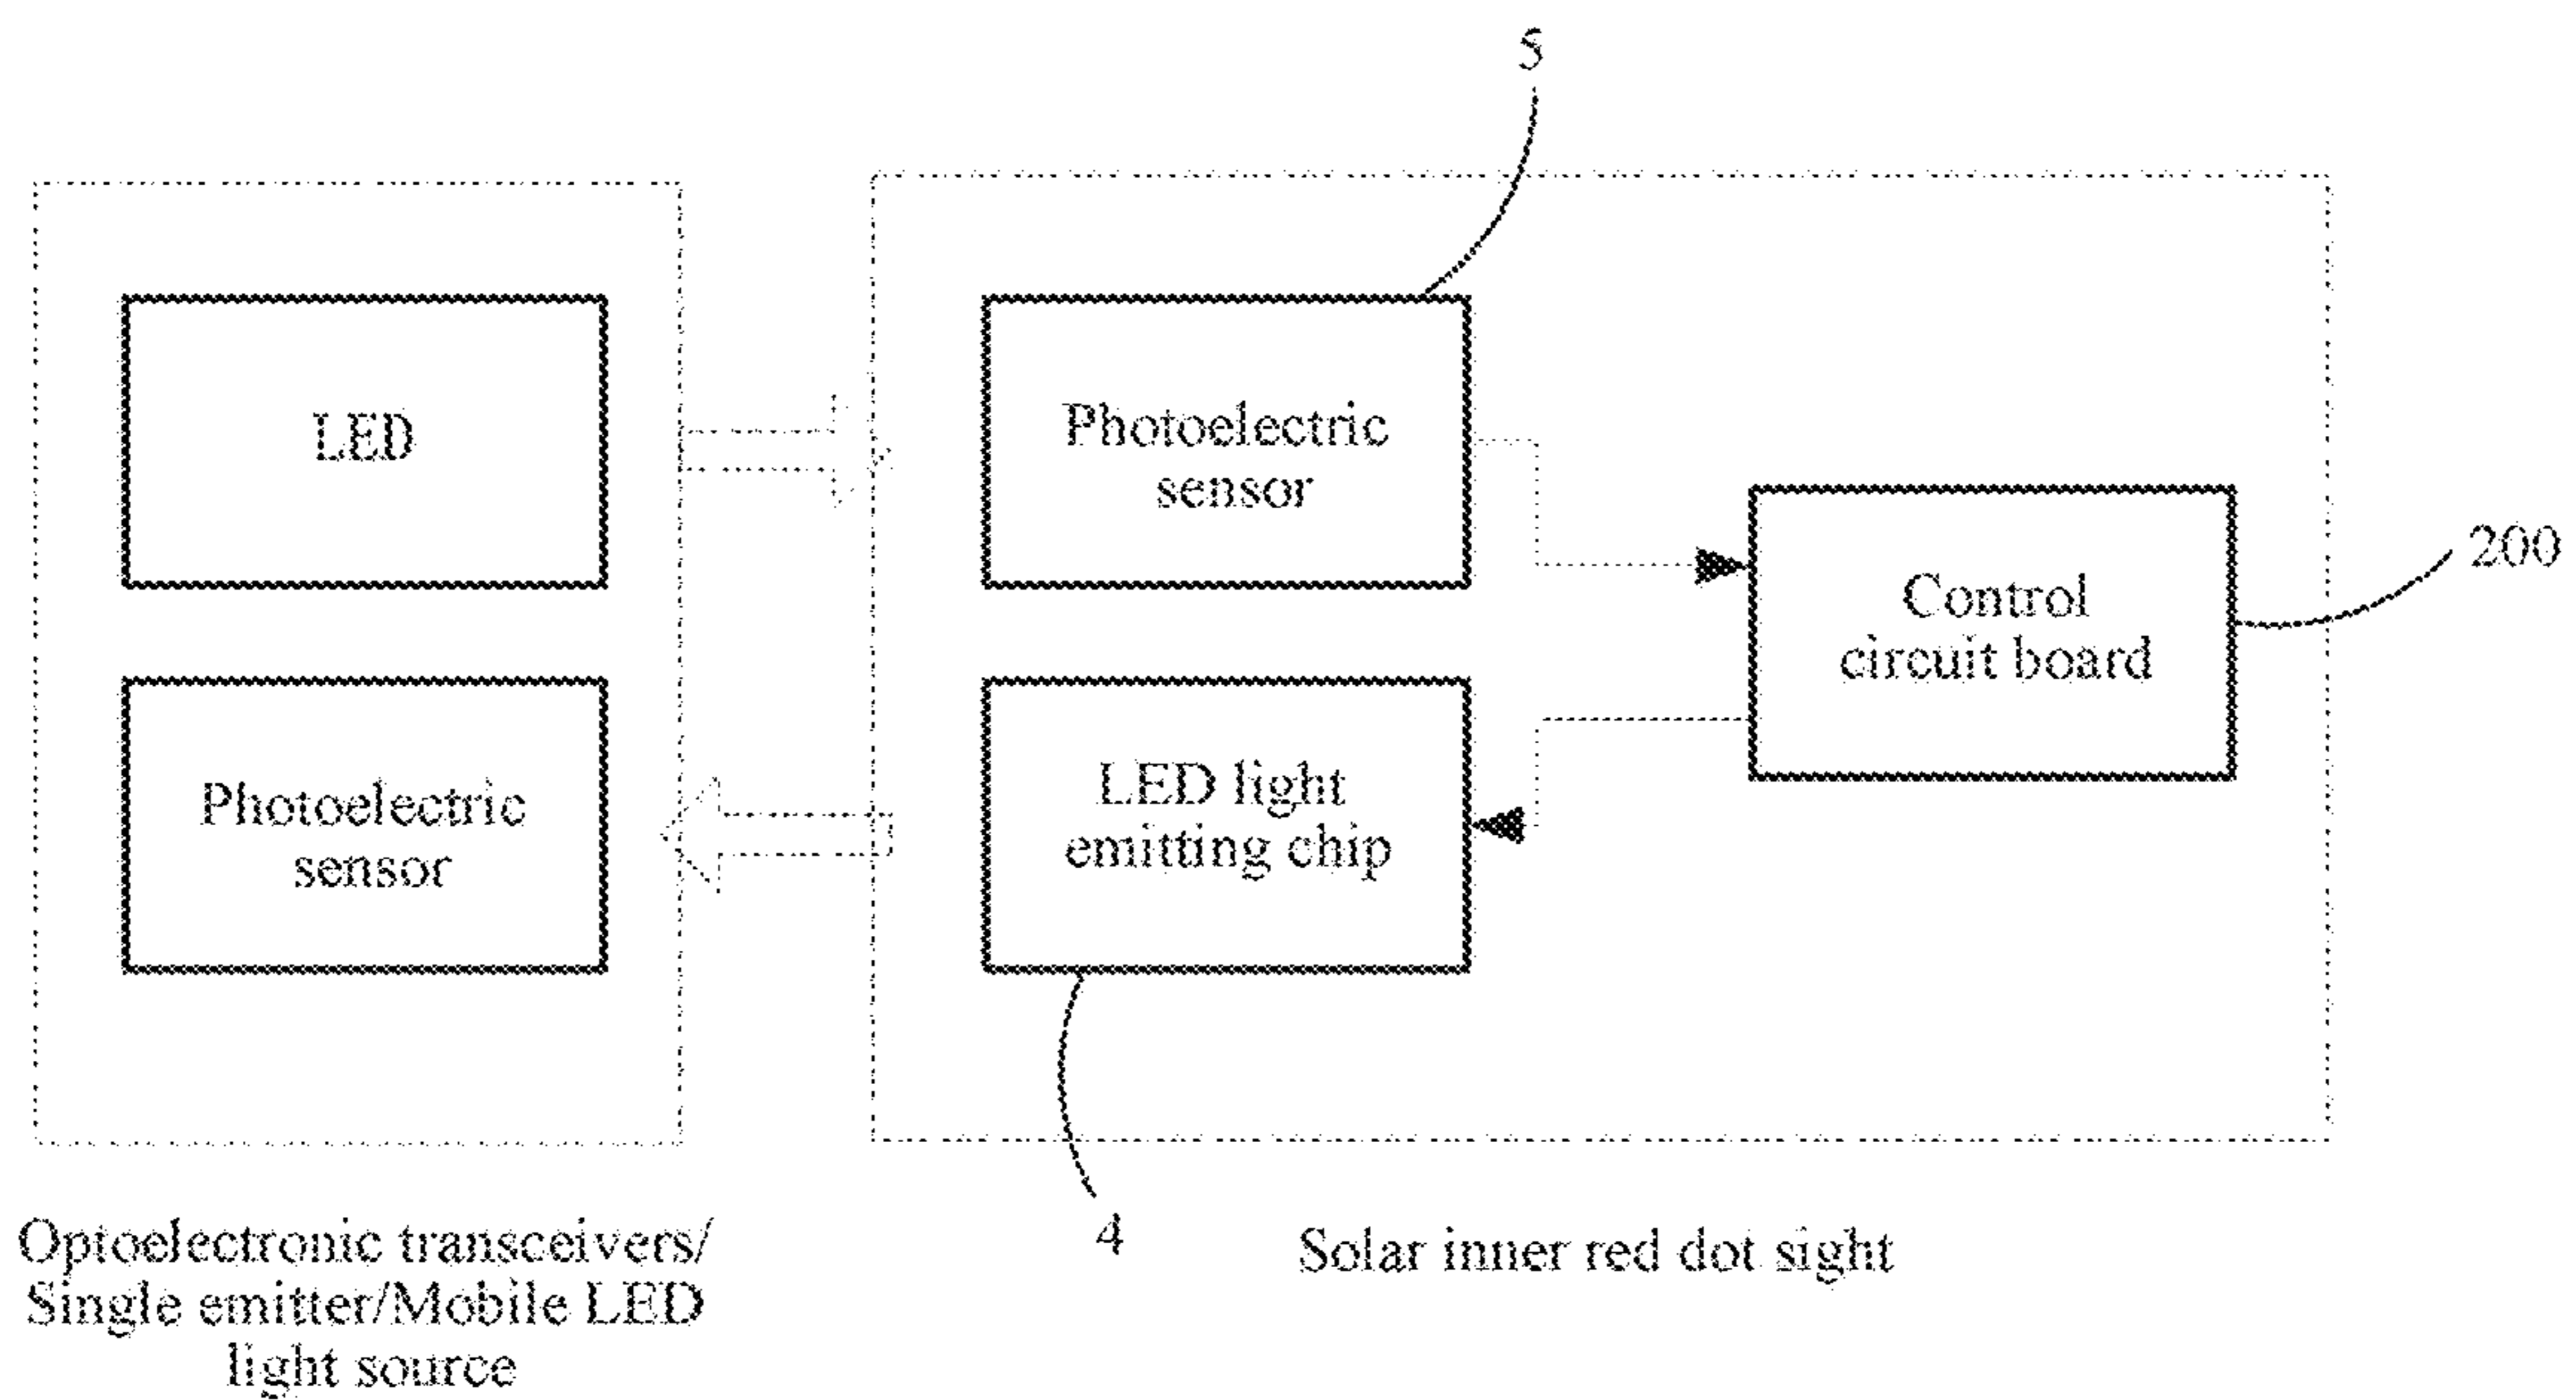 5
LED
Photoelectric
sensor
Control
circuit board
200
Photoelectric
sensor
LED light
emitting chip
4
Optoelectronic transceivers/
Single emitter/Mobile LED
light source
Solar inner red dot sight